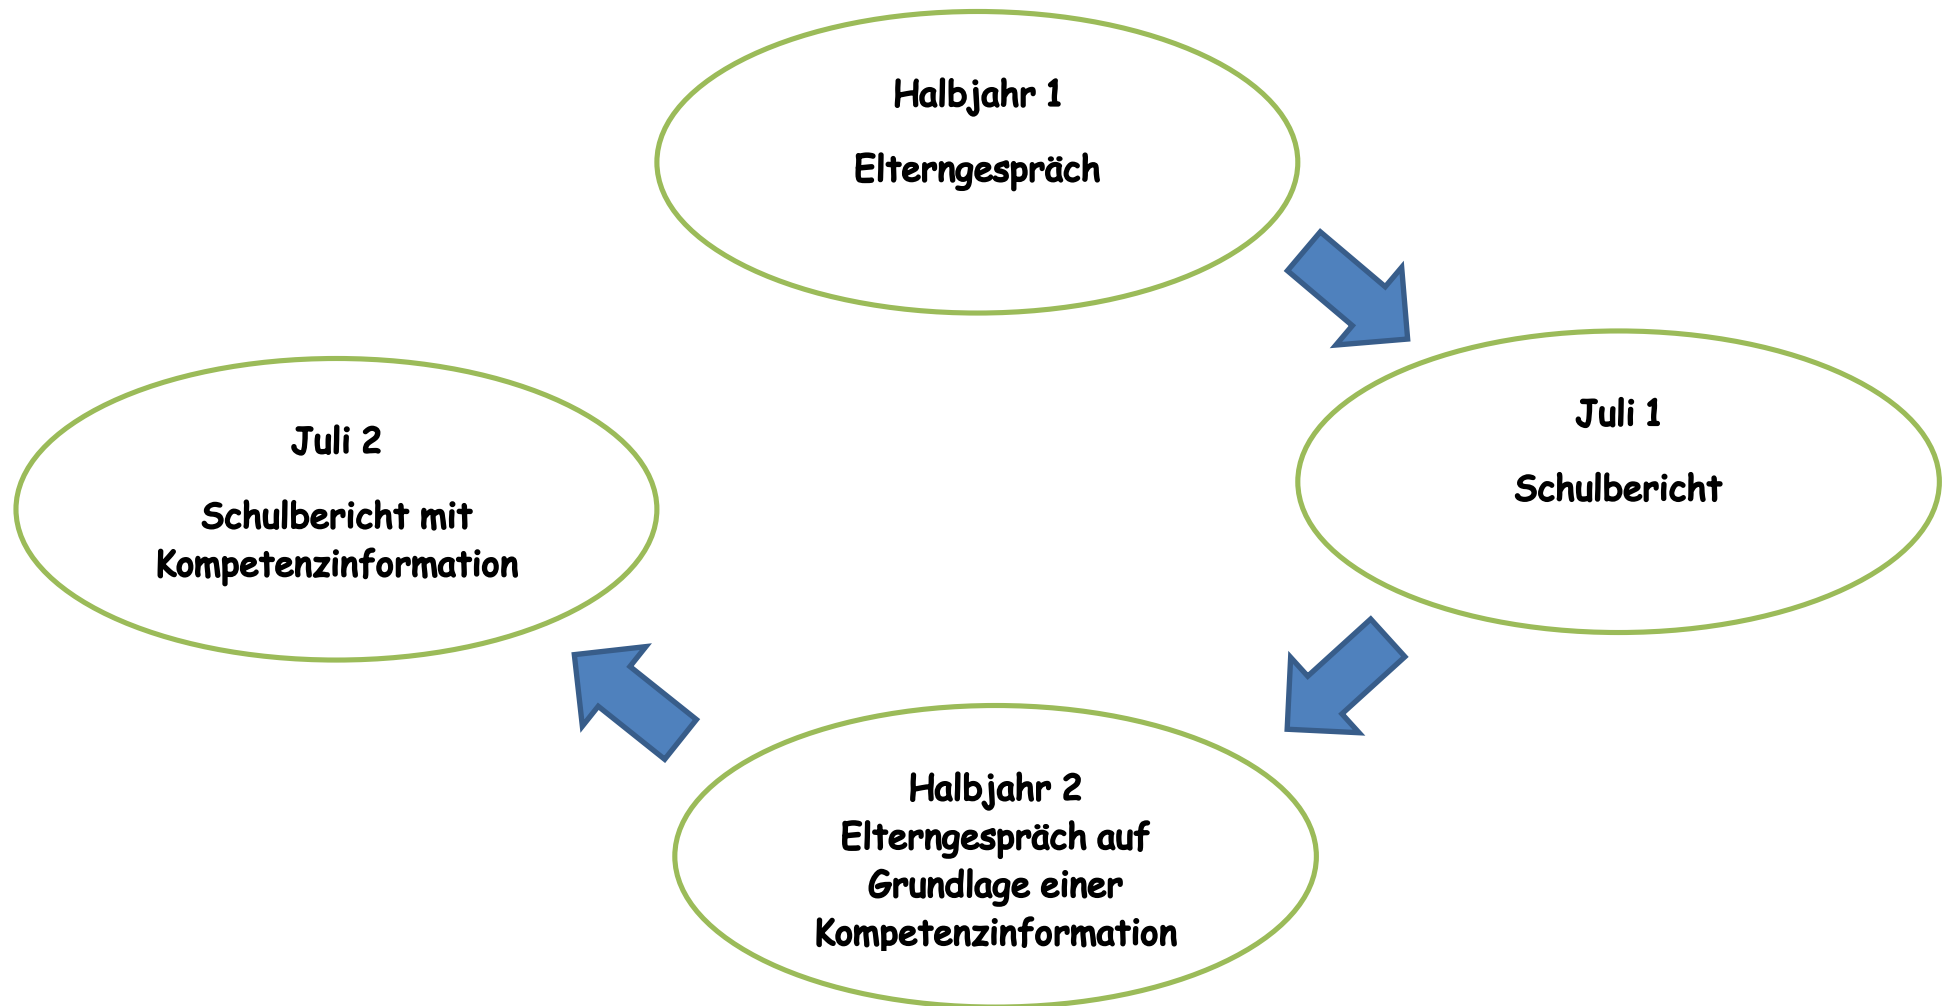 Halbjahr 1
Elterngespräch
Juli 1
Schulbericht
Halbjahr 2
Elterngespräch auf
Grundlage einer
Kompetenzinformation
Juli 2
Schulbericht mit
Kompetenzinformation